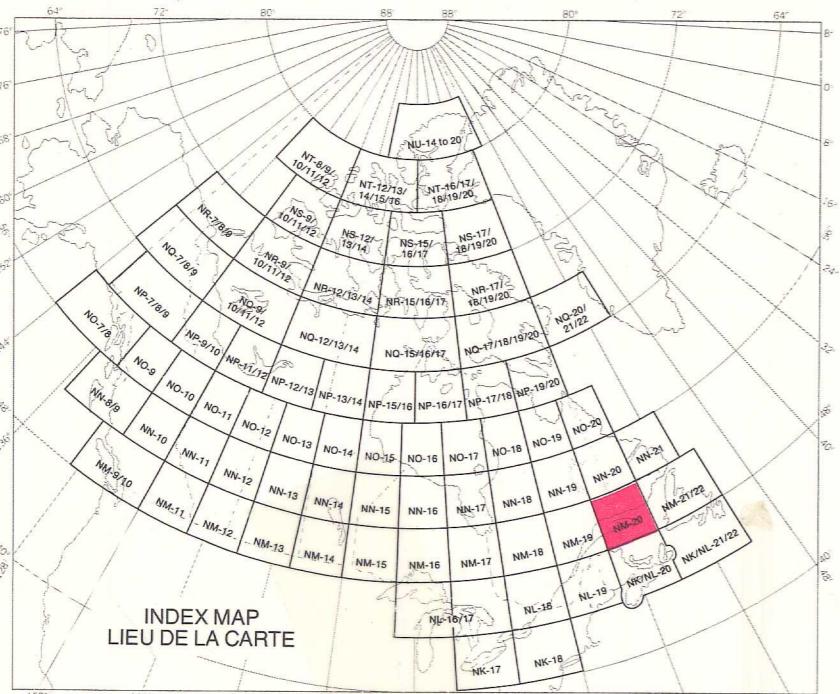 64° 72° 80° 88° 88° 80° 72° 64°
NU-14 to 20
NT-8/9/
10/11/12
NT-12/13/
14/15/16
NT-16/17/
18/19/20
NR-7/8/9
NS-9/
10/11/12
NS-12/
13/14
NS-15/
16/17
NS-17/
18/19/20
NQ-7/8/9
NR-9/
10/11/12
NR-12/13/14
NR-15/16/17
NR-17/
18/19/20
NO-7/8
NP-7/8/9
NQ-9/
10/11/12
NQ-12/13/14
NQ-15/16/17
NQ-17/18/19/20
NQ-20/
21/22
NP-9/10
NP-11/12
NP-12/13
NP-13/14
NP-15/16
NP-16/17
NP-17/18
NP-19/20
NO-9
NO-10
NO-11
NO-12
NO-13
NO-14
NO-15
NO-16
NO-17
NO-18
NO-19
NO-20
NN-8/9
NN-10
NN-11
NN-12
NN-13
NN-14
NN-15
NN-16
NN-17
NN-18
NN-19
NN-20
NN-21
NM-9/10
NM-11
NM-12
NM-13
NM-14
NM-15
NM-16
NM-17
NM-18
NM-19
NM-20
NM-21/22
NL-16/17
NL-18
NL-19
NK/NL-20
NK/NL-21/22
NK-17
NK-18
INDEX MAP
LIEU DE LA CARTE